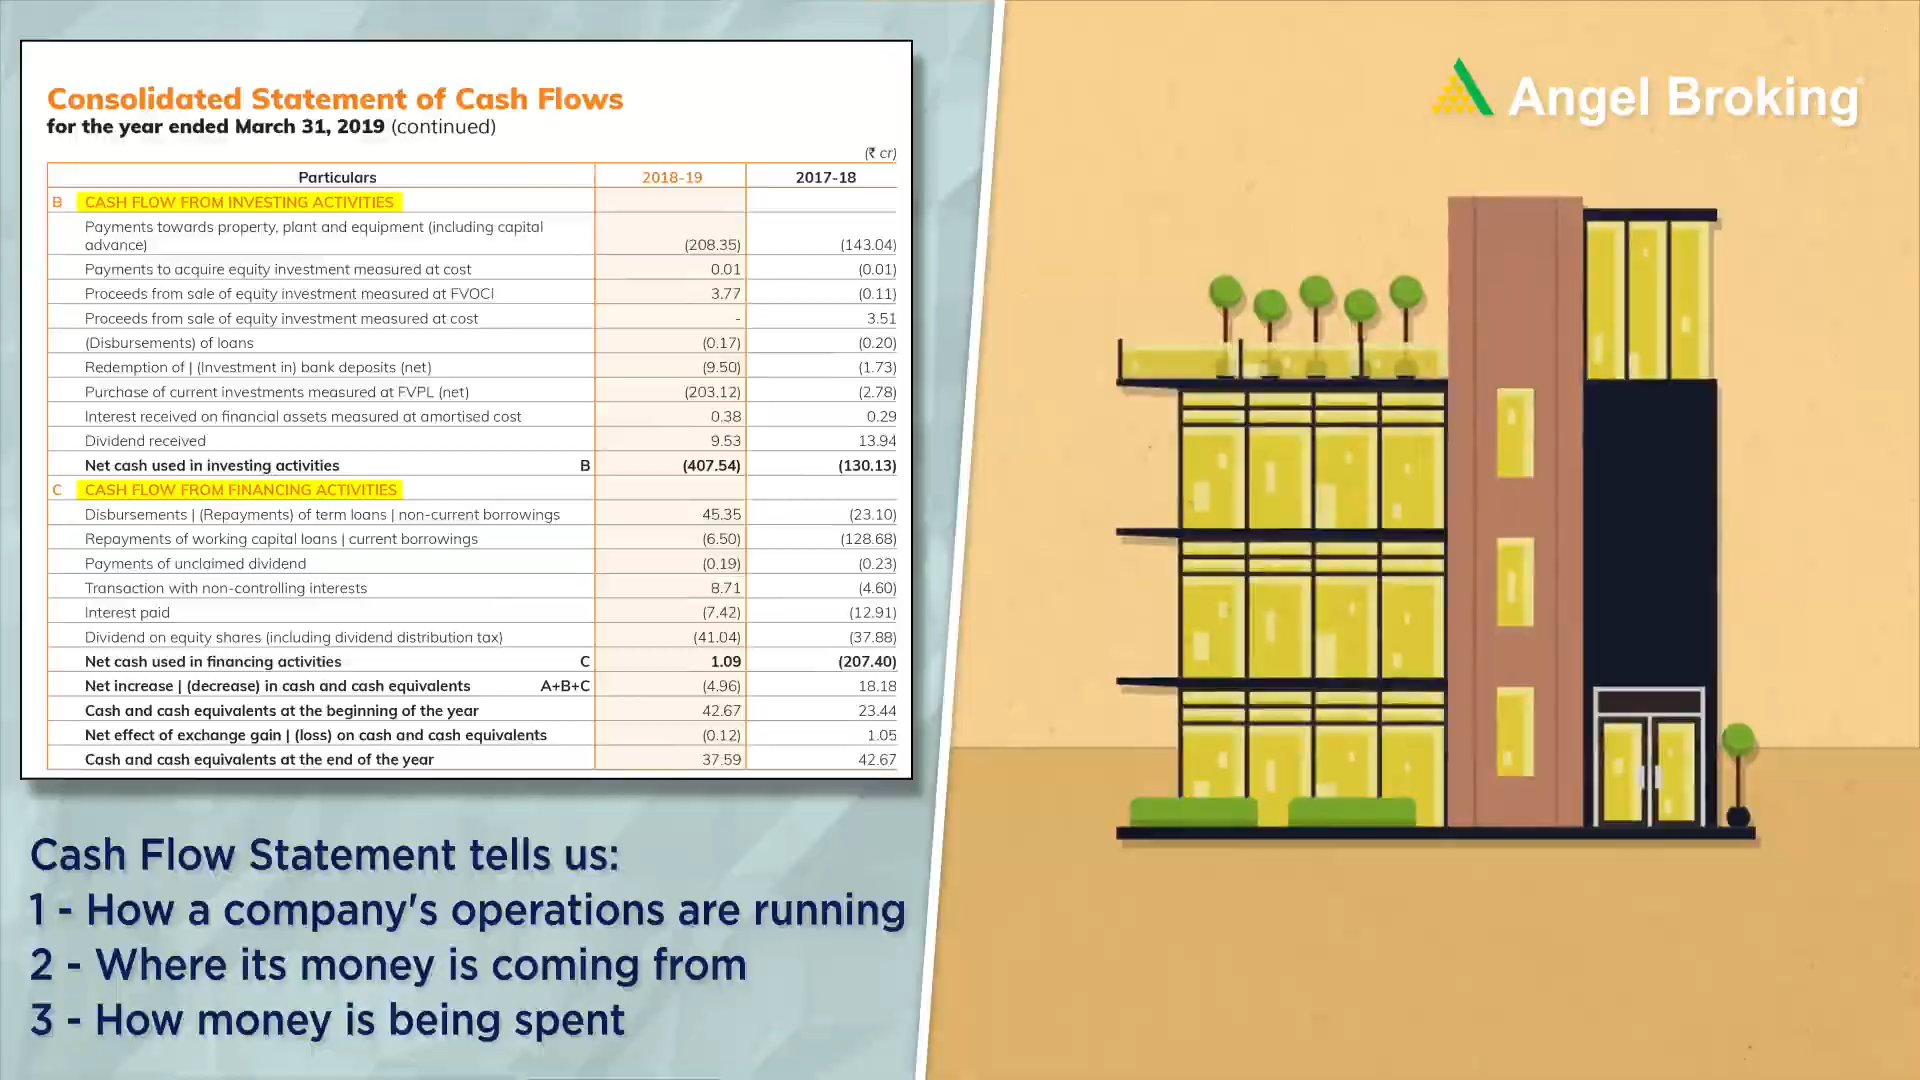 Consolidated Statement of Cash Flows
for the year ended March 31, 2019 (continued)
(₹ cr)
Particulars 2018-19 2017-18
B CASH FLOW FROM INVESTING ACTIVITIES
Payments towards property, plant and equipment (including capital
advance) (208.35) (143.04)
Payments to acquire equity investment measured at cost 0.01 (0.01)
Proceeds from sale of equity investment measured at FVOCI 3.77 (0.11)
Proceeds from sale of equity investment measured at cost - 3.51
(Disbursements) of loans (0.17) (0.20)
Redemption of | (Investment in) bank deposits (net) (9.50) (1.73)
Purchase of current investments measured at FVPL (net) (203.12) (2.78)
Interest received on financial assets measured at amortised cost 0.38 0.29
Dividend received 9.53 13.94
Net cash used in investing activities B (407.54) (130.13)
C CASH FLOW FROM FINANCING ACTIVITIES
Disbursements | (Repayments) of term loans | non-current borrowings 45.35 (23.10)
Repayments of working capital loans | current borrowings (6.50) (128.68)
Payments of unclaimed dividend (0.19) (0.23)
Transaction with non-controlling interests 8.71 (4.60)
Interest paid (7.42) (12.91)
Dividend on equity shares (including dividend distribution tax) (41.04) (37.88)
Net cash used in financing activities C 1.09 (207.40)
Net increase | (decrease) in cash and cash equivalents A+B+C (4.96) 18.18
Cash and cash equivalents at the beginning of the year 42.67 23.44
Net effect of exchange gain | (loss) on cash and cash equivalents (0.12) 1.05
Cash and cash equivalents at the end of the year 37.59 42.67
Cash Flow Statement tells us:
1 - How a company's operations are running
2 - Where its money is coming from
3 - How money is being spent
Angel Broking